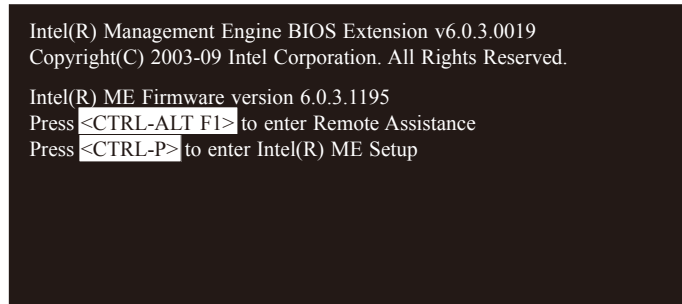 Intel(R) Management Engine BIOS Extension v6.0.3.0019
Copyright(C) 2003-09 Intel Corporation. All Rights Reserved.
Intel(R) ME Firmware version 6.0.3.1195
Press <CTRL-ALT F1> to enter Remote Assistance
Press <CTRL-P> to enter Intel(R) ME Setup